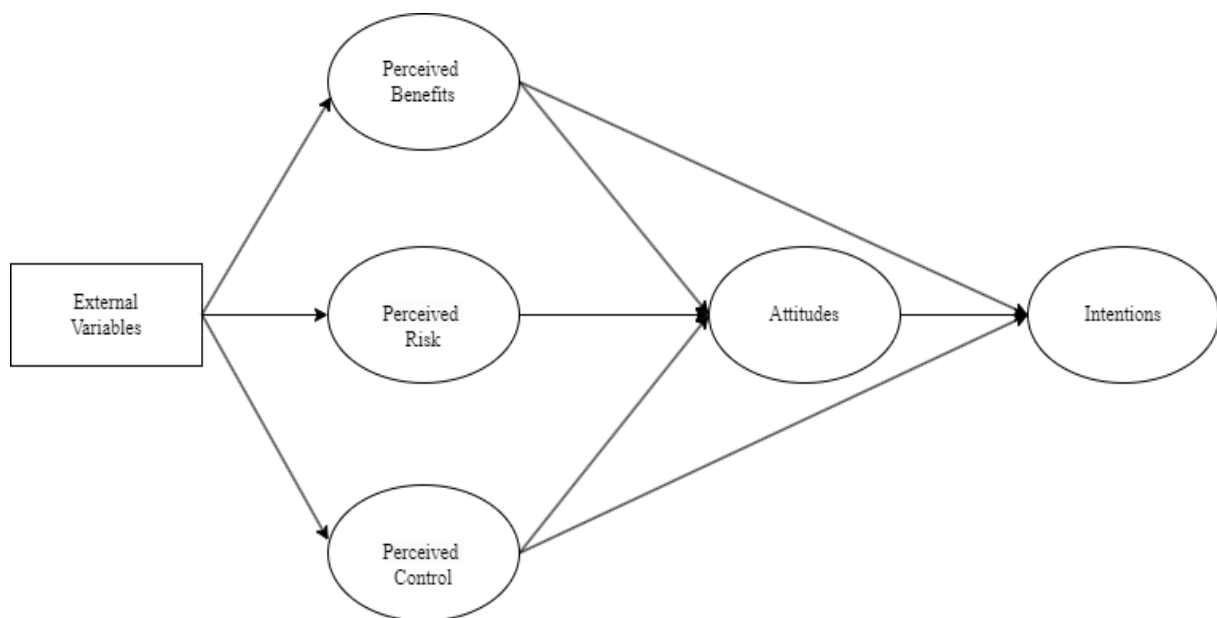 Perceived
Benefits
External
Variables
Perceived
Risk
Attitudes
Intentions
Perceived
Control